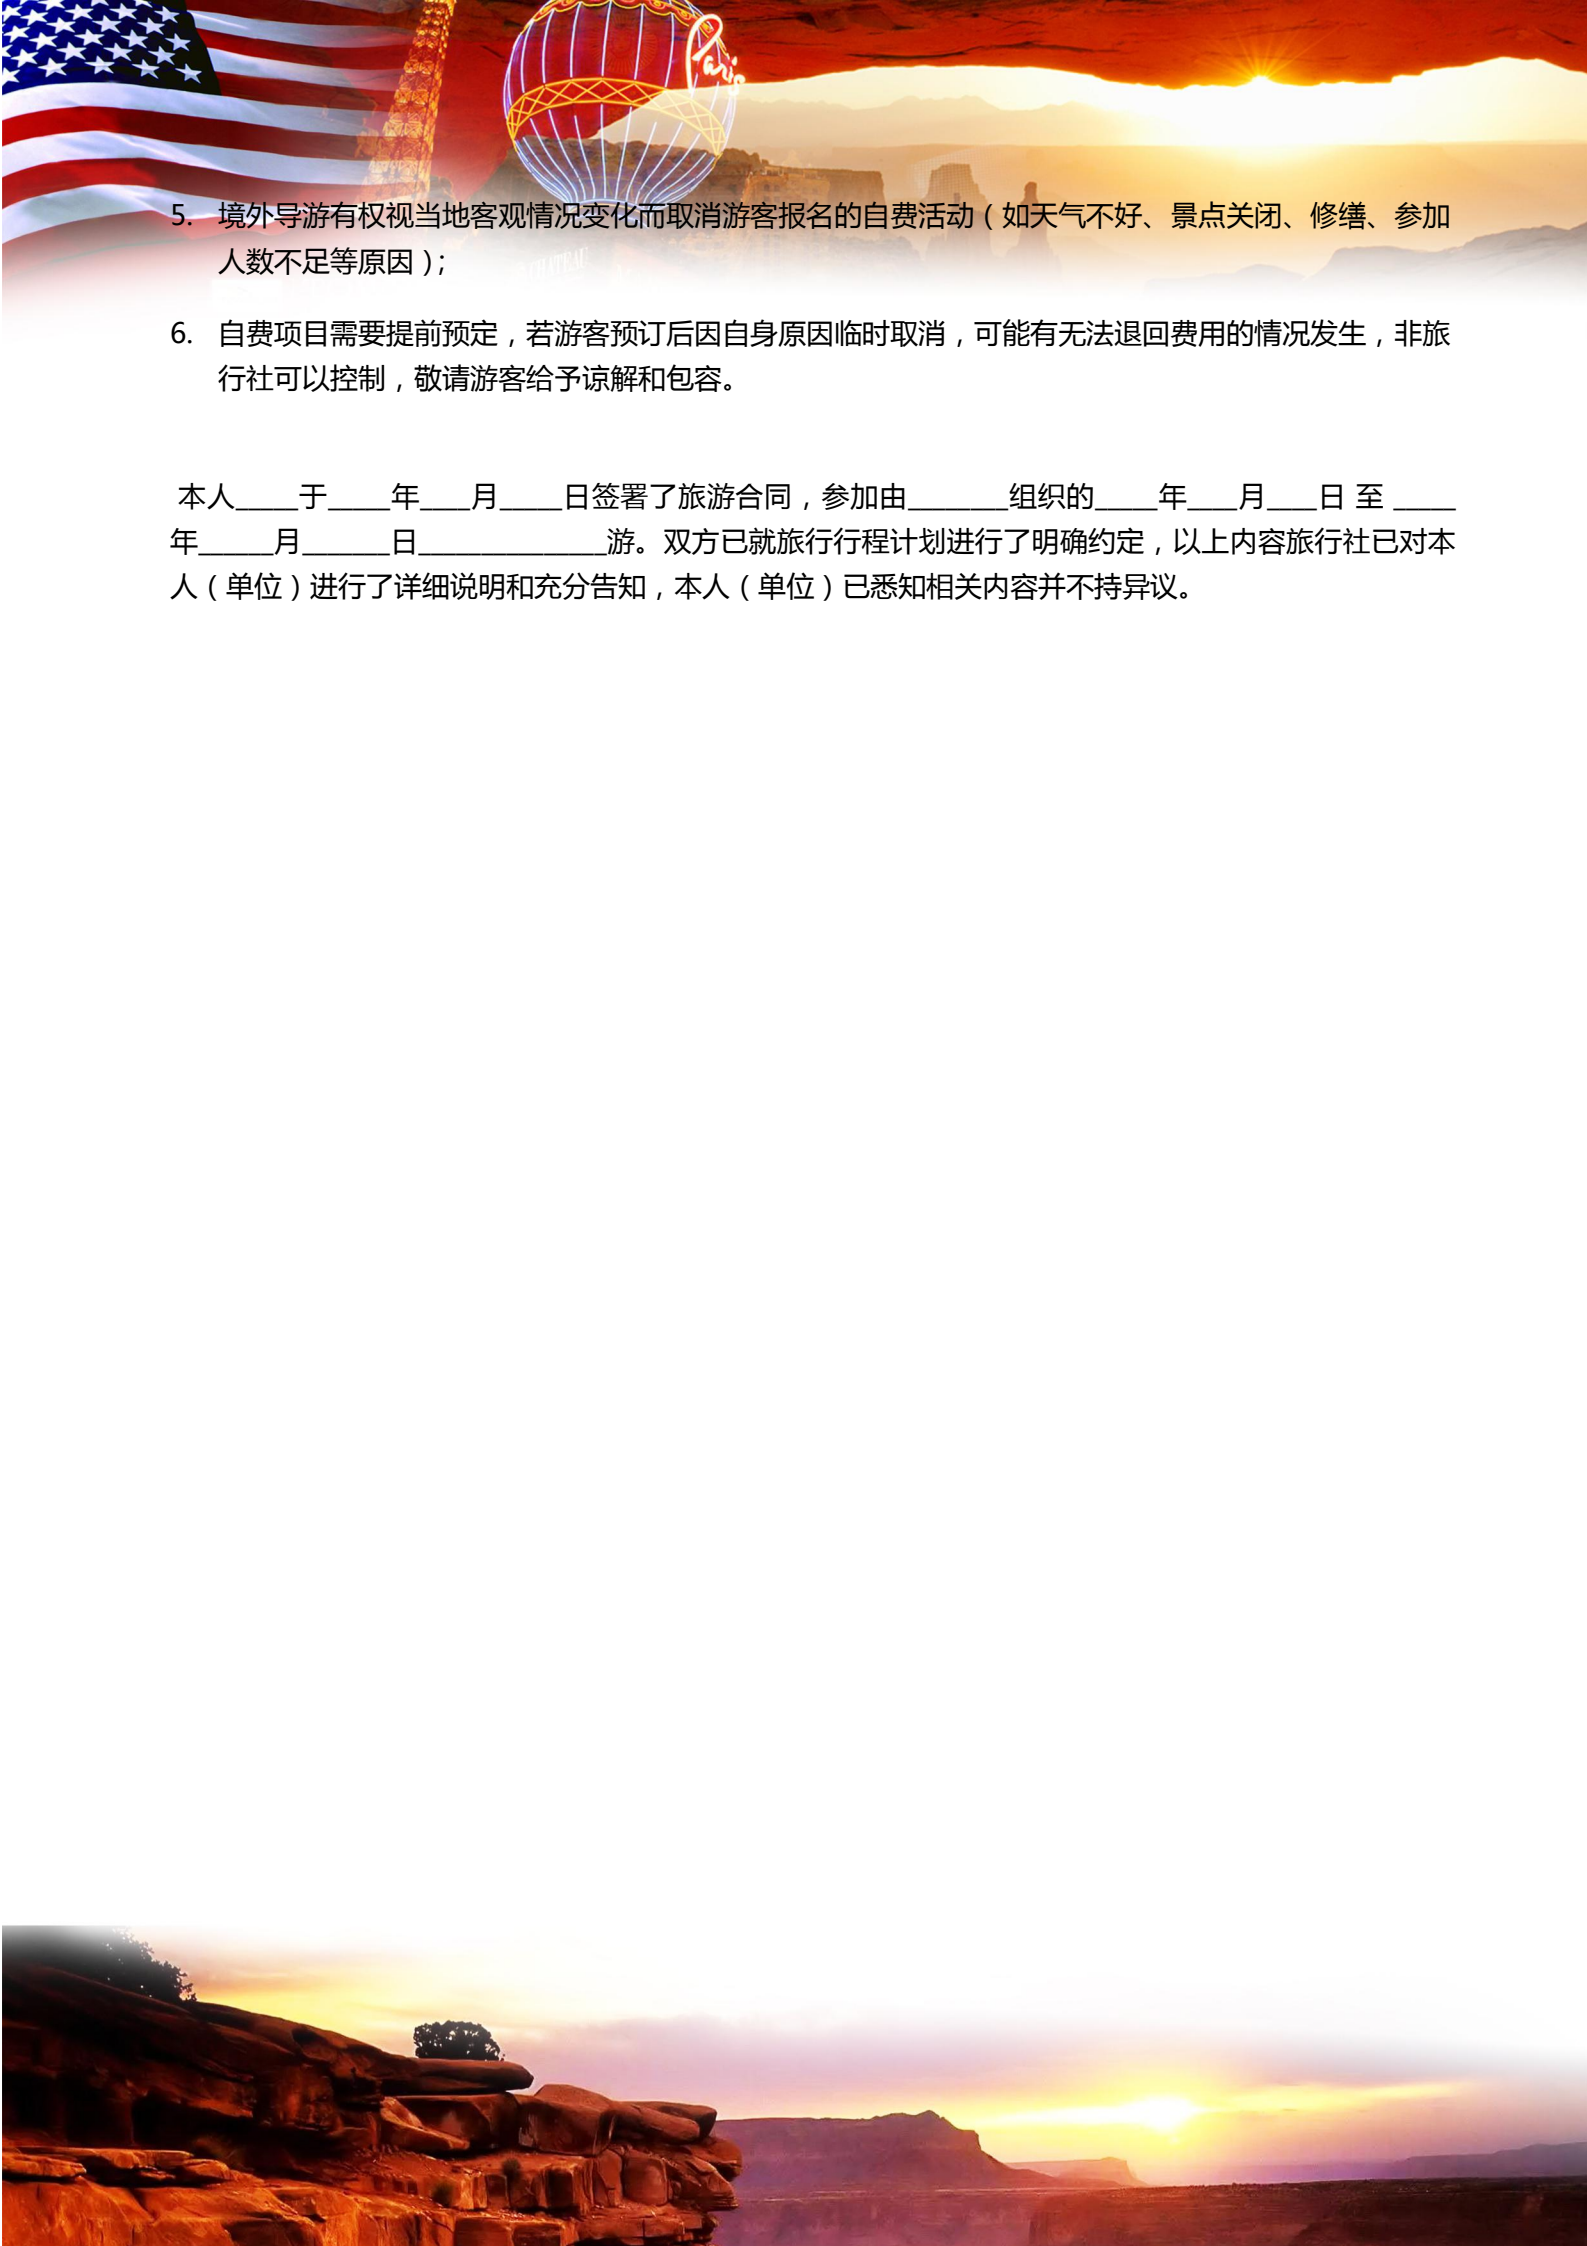 Paris
5. 境外导游有权视当地客观情况变化而取消游客报名的自费活动（如天气不好、景点关闭、修缮、参加
人数不足等原因）；
6. 自费项目需要提前预定，若游客预订后因自身原因临时取消，可能有无法退回费用的情况发生，非旅
行社可以控制，敬请游客给予谅解和包容。
本人_____于_____年____月_____日签署了旅游合同，参加由________组织的_____年____月____日 至 _____
年______月_______日_______________游。双方已就旅行行程计划进行了明确约定，以上内容旅行社已对本
人（单位）进行了详细说明和充分告知，本人（单位）已悉知相关内容并不持异议。